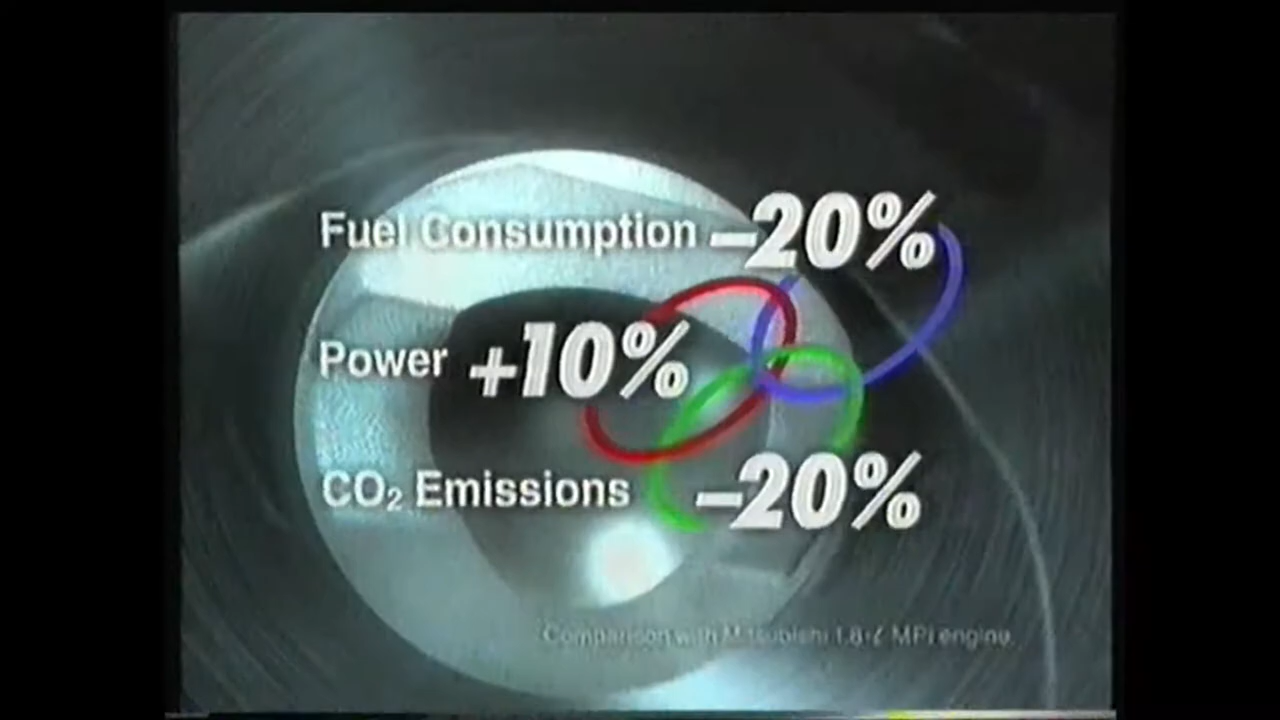 Fuel Consumption –20%
Power +10%
CO₂ Emissions –20%
Comparison with Mitsubishi 1.8-ℓ MPI engine.